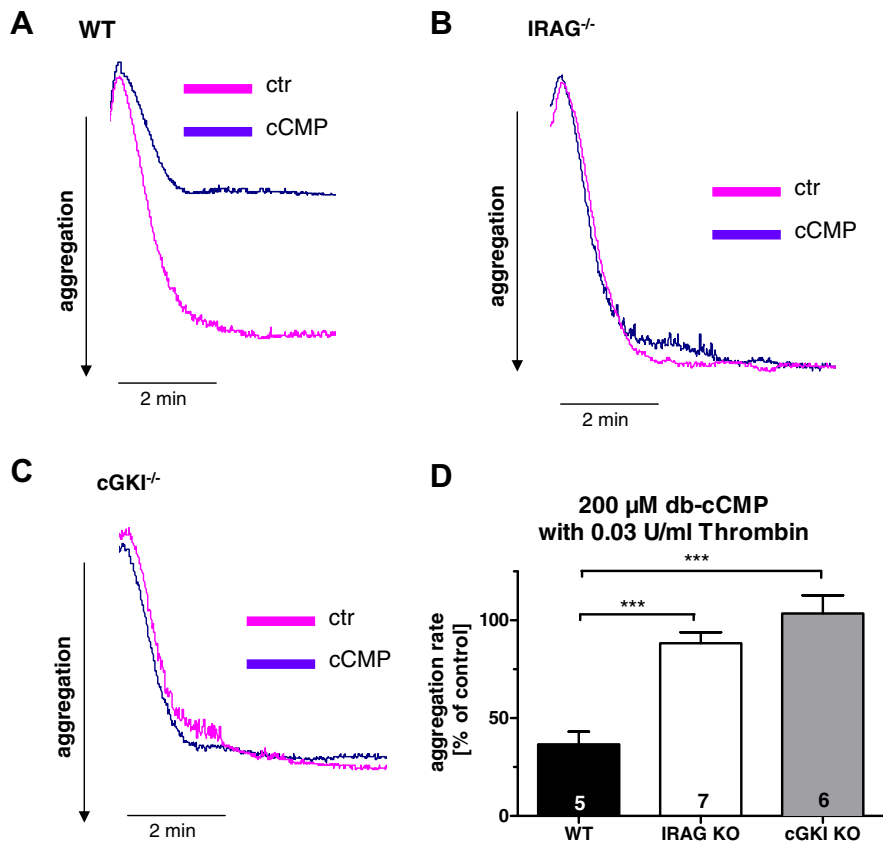 A
WT
ctr
cCMP
aggregation
2 min
B
IRAG-/-
ctr
cCMP
aggregation
2 min
C
cGKI-/-
ctr
cCMP
aggregation
2 min
D
200 µM db-cCMP
with 0.03 U/ml Thrombin
***
***
aggregation rate
[% of control]
100
50
0
5
7
6
WT
IRAG KO
cGKI KO